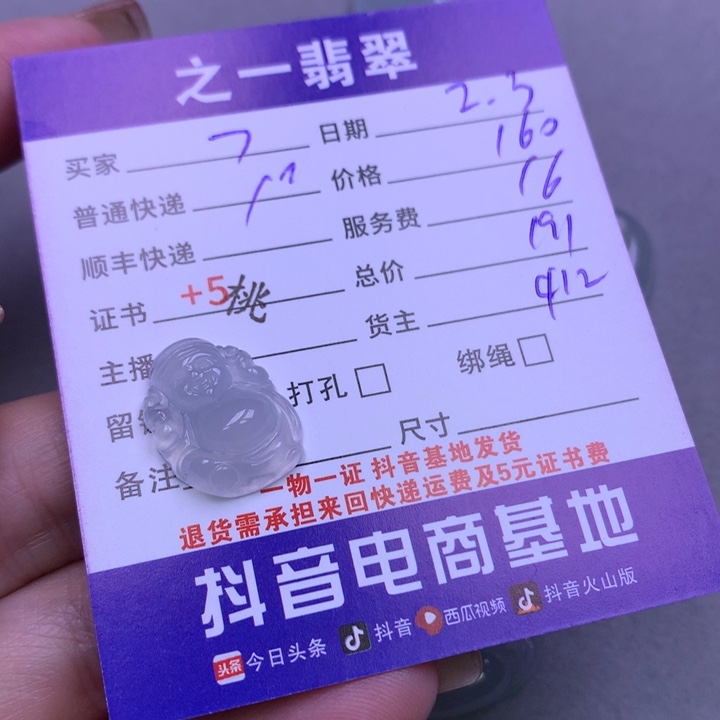 之一翡翠
买家 日期 2.3
普通快递 价格 160
顺丰快递 服务费 16
证书 +5 总价 191
主播 桃 货主 412
留 打孔 绑绳
备注 尺寸
一物一证 抖音基地发货
退货需承担来回快递运费及5元证书费
抖音电商基地
头条 今日头条 抖音 西瓜视频 抖音火山版